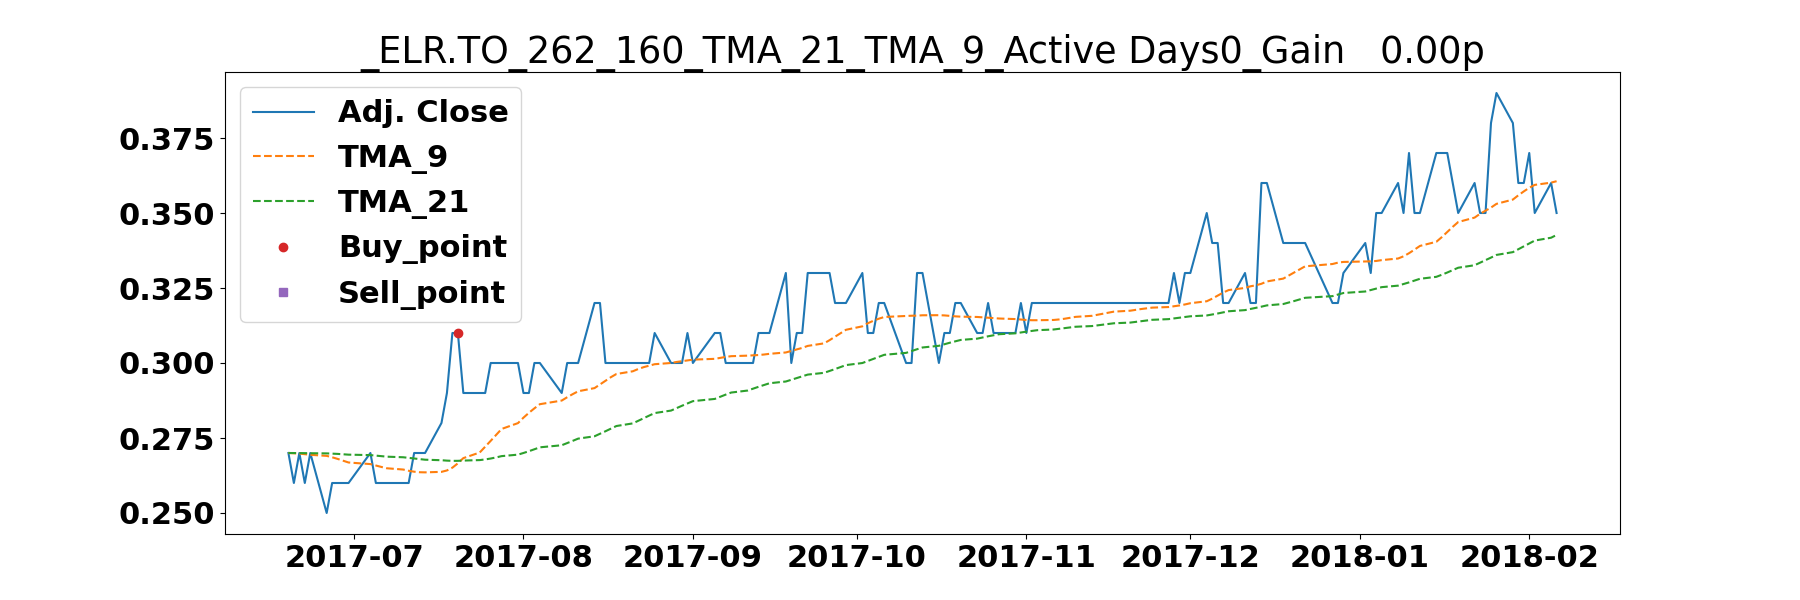 _ELR.TO_262_160_TMA_21_TMA_9_Active Days0_Gain   0.00p
Adj. Close
TMA_9
TMA_21
Buy_point
Sell_point
0.375
0.350
0.325
0.300
0.275
0.250
2017-07 2017-08 2017-09 2017-10 2017-11 2017-12 2018-01 2018-02